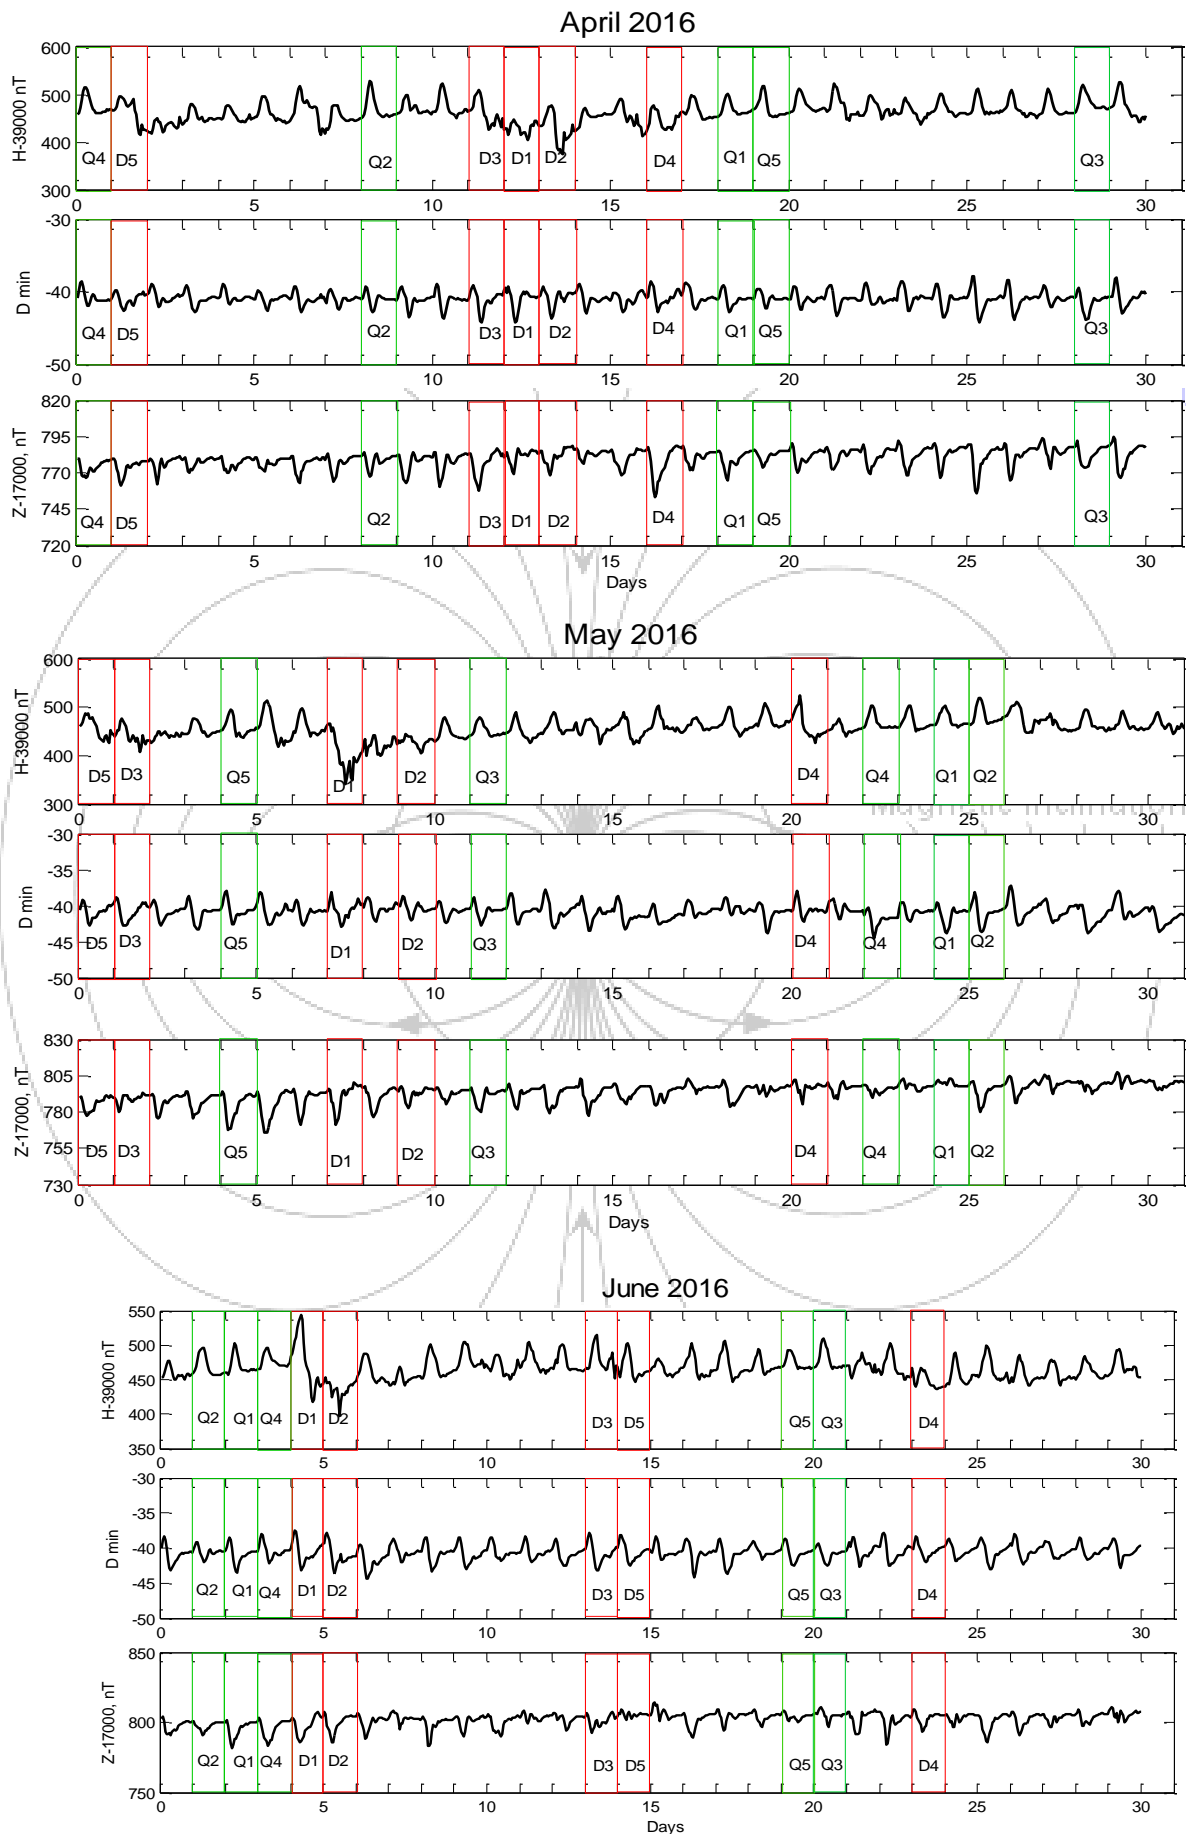 April 2016
600
500
400
300
H-39000 nT
Q4 D5 Q2 D3 D1 D2 D4 Q1 Q5 Q3
0 5 10 15 20 25 30
-30
-40
-50
D min
Q4 D5 Q2 D3 D1 D2 D4 Q1 Q5 Q3
0 5 10 15 20 25 30
820
795
770
745
720
Z-17000, nT
Q4 D5 Q2 D3 D1 D2 D4 Q1 Q5 Q3
0 5 10 15 20 25 30
Days
May 2016
600
500
400
300
H-39000 nT
D5 D3 Q5 D1 D2 Q3 D4 Q4 Q1 Q2
0 5 10 15 20 25 30
-30
-35
-40
-45
-50
D min
D5 D3 Q5 D1 D2 Q3 D4 Q4 Q1 Q2
0 5 10 15 20 25 30
830
805
780
755
730
Z-17000, nT
D5 D3 Q5 D1 D2 Q3 D4 Q4 Q1 Q2
0 5 10 15 20 25 30
Days
June 2016
550
500
450
400
350
H-39000 nT
Q2 Q1 Q4 D1 D2 D3 D5 Q5 Q3 D4
0 5 10 15 20 25 30
-30
-35
-40
-45
-50
D min
Q2 Q1 Q4 D1 D2 D3 D5 Q5 Q3 D4
0 5 10 15 20 25 30
850
800
750
Z-17000, nT
Q2 Q1 Q4 D1 D2 D3 D5 Q5 Q3 D4
0 5 10 15 20 25 30
Days